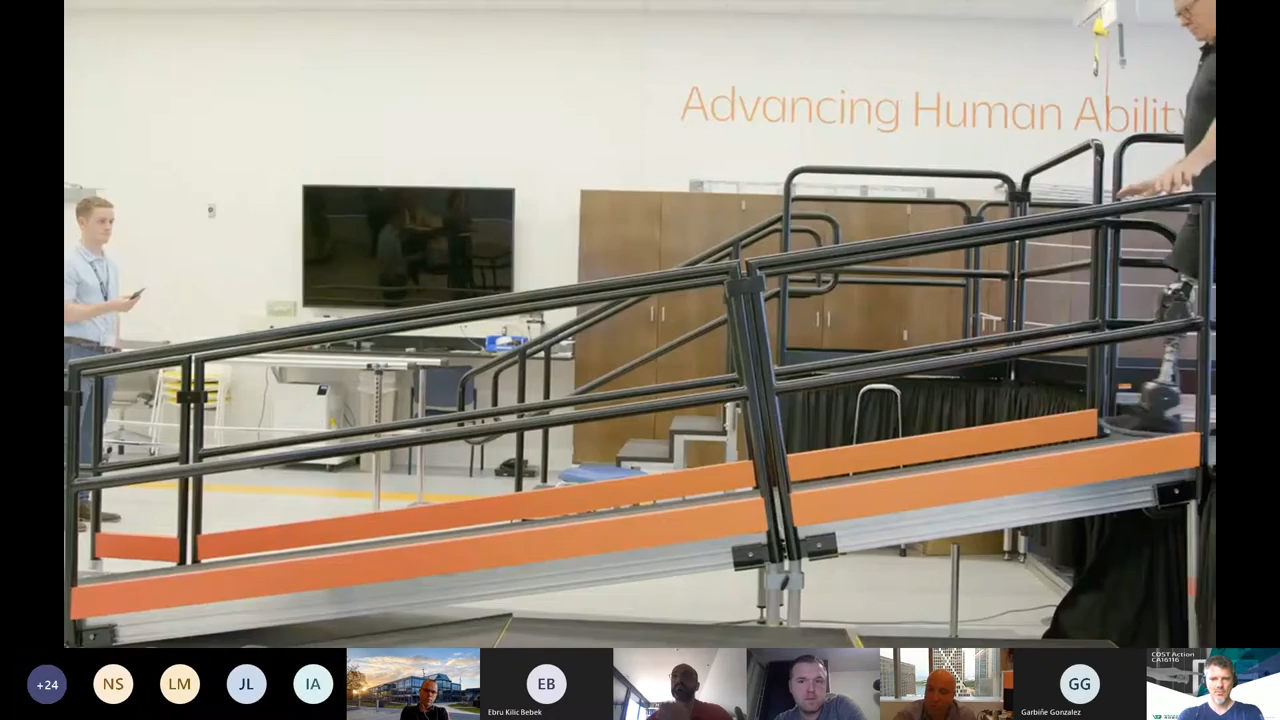 Advancing Human Ability
+24
NS
LM
JL
IA
EB
Ebru Kilic Bebek
GG
Garbiñe Gonzalez
COST Action
CA16116